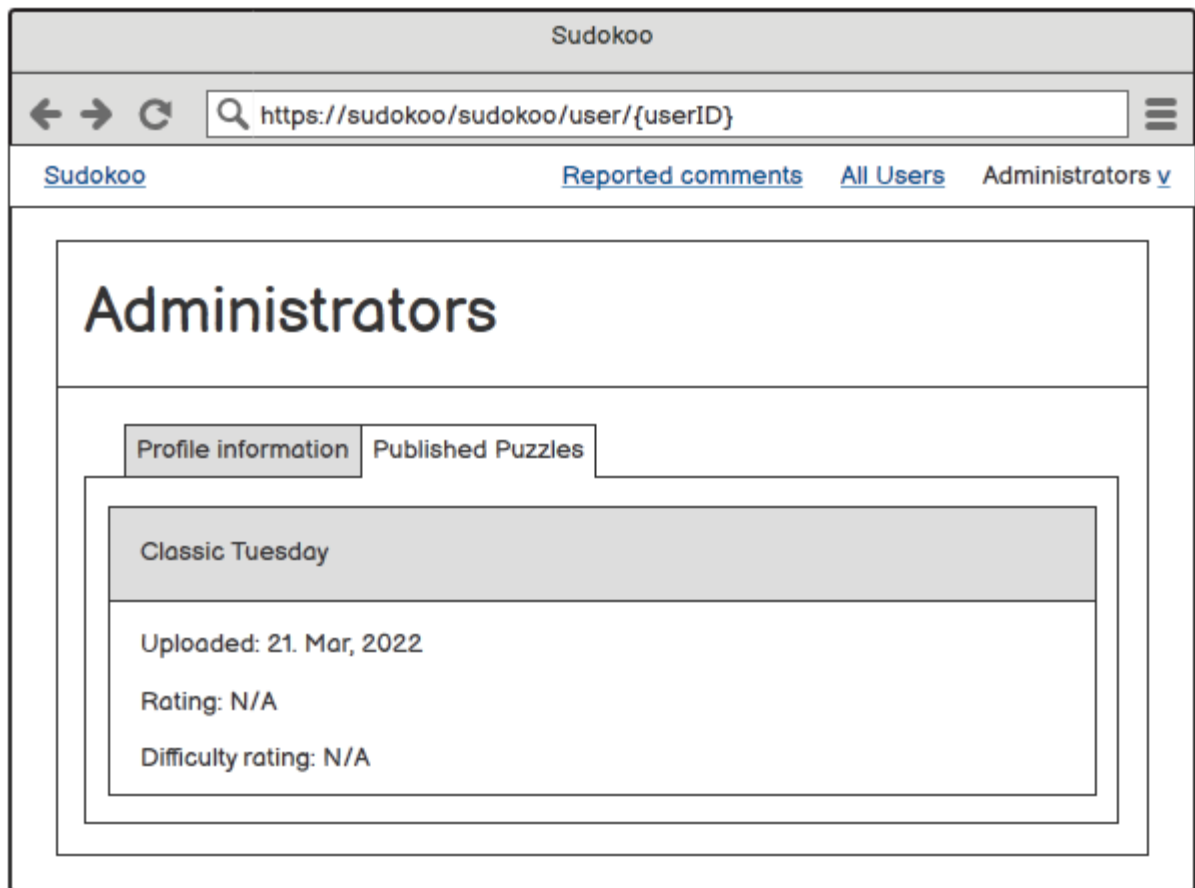 Sudokoo
https://sudokoo/sudokoo/user/{userID}
Sudokoo Reported comments All Users Administrators v
Administrators
Profile information Published Puzzles
Classic Tuesday
Uploaded: 21. Mar, 2022
Rating: N/A
Difficulty rating: N/A